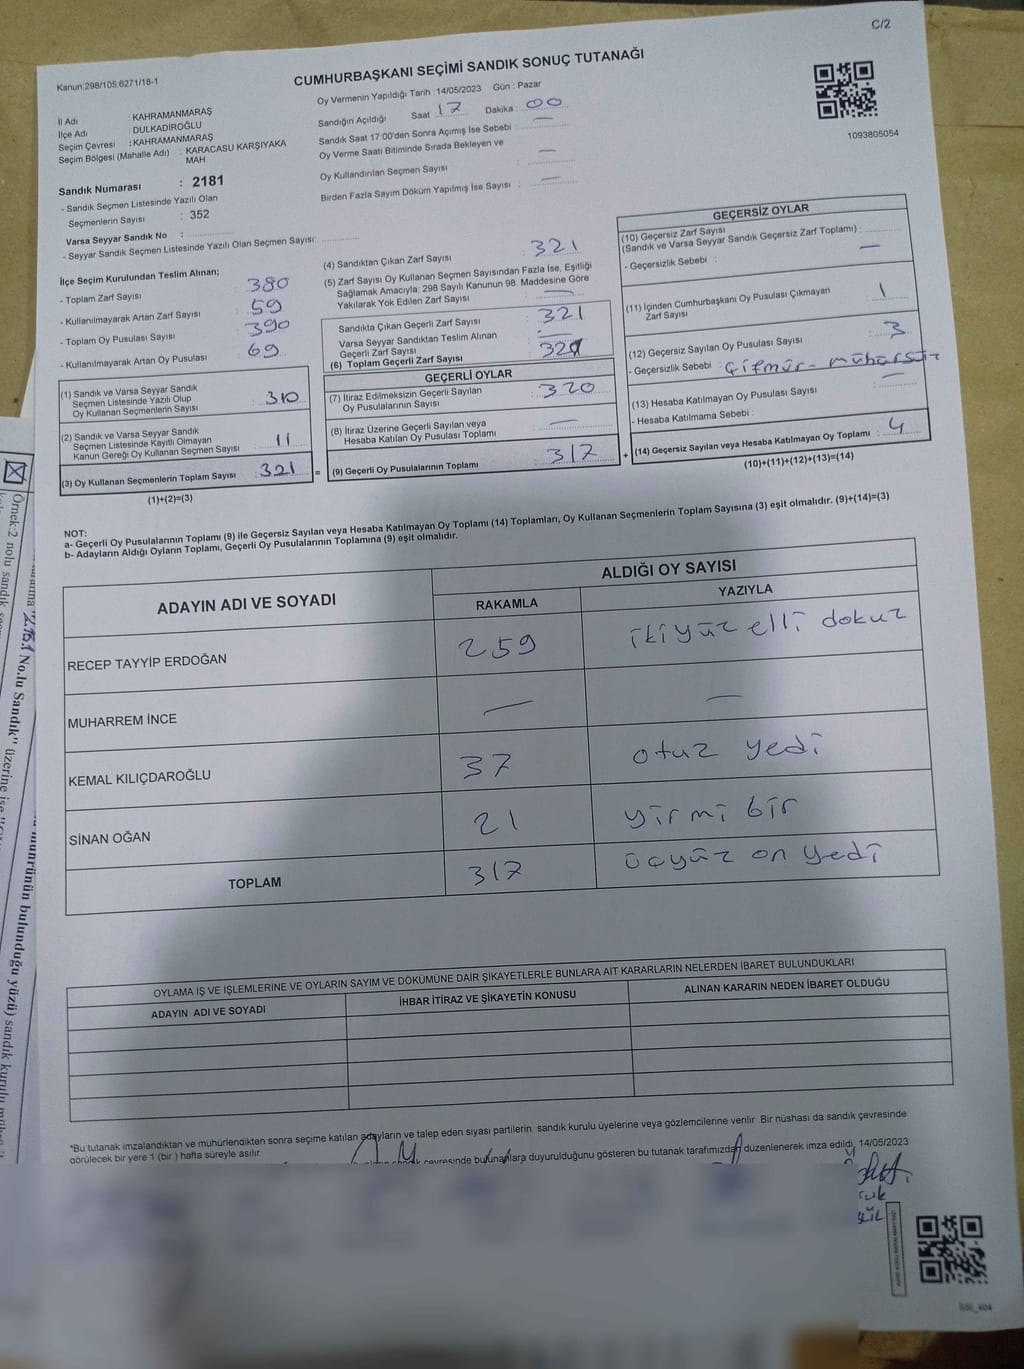 C/2
Kanun,298/105,6271/18-1
CUMHURBAŞKANI SEÇİMİ SANDIK SONUÇ TUTANAĞI
Oy Vermenin Yapıldığı Tarih : 14/05/2023 Gün : Pazar
İl Adı : KAHRAMANMARAŞ
İlçe Adı : DULKADİROĞLU
Seçim Çevresi : KAHRAMANMARAŞ
Seçim Bölgesi (Mahalle Adı) : KARACASU KARŞIYAKA
MAH.
Sandık Numarası : 2181
- Sandık Seçmen Listesinde Yazılı Olan
Seçmenlerin Sayısı : 352
Varsa Seyyar Sandık No :
- Seyyar Sandık Seçmen Listesinde Yazılı Olan Seçmen Sayısı:
Sandığın Açıldığı Saat 17 Dakika 00
Sandık Saat 17:00'den Sonra Açımış İse Sebebi : —
Oy Verme Saati Bitiminde Sırada Bekleyen ve
Oy Kullandırılan Seçmen Sayısı : —
Birden Fazla Sayım Döküm Yapılmış İse Sayısı : —
1093805054
İlçe Seçim Kurulundan Teslim Alınan;
- Toplam Zarf Sayısı : 380
- Kullanılmayarak Artan Zarf Sayısı : 59
- Toplam Oy Pusulası Sayısı : 390
- Kullanılmayarak Artan Oy Pusulası : 69
(1) Sandık ve Varsa Seyyar Sandık
Seçmen Listesinde Yazılı Olup
Oy Kullanan Seçmenlerin Sayısı : 310
(2) Sandık ve Varsa Seyyar Sandık
Seçmen Listesinde Kayıtlı Olmayan
Kanun Gereği Oy Kullanan Seçmen Sayısı : 11
(3) Oy Kullanan Seçmenlerin Toplam Sayısı : 321 =
(1)+(2)=(3)
(4) Sandıktan Çıkan Zarf Sayısı : 321
(5) Zarf Sayısı Oy Kullanan Seçmen Sayısından Fazla İse, Eşitliği
Sağlamak Amacıyla, 298 Sayılı Kanunun 98. Maddesine Göre
Yakılarak Yok Edilen Zarf Sayısı : —
Sandıkta Çıkan Geçerli Zarf Sayısı : 321
Varsa Seyyar Sandıktan Teslim Alınan
Geçerli Zarf Sayısı : —
(6) Toplam Geçerli Zarf Sayısı : 321
GEÇERLİ OYLAR
(7) İtiraz Edilmeksizin Geçerli Sayılan
Oy Pusulalarının Sayısı : 320
(8) İtiraz Üzerine Geçerli Sayılan veya
Hesaba Katılan Oy Pusulası Toplamı : —
(9) Geçerli Oy Pusulalarının Toplamı : 317 +
GEÇERSİZ OYLAR
(10) Geçersiz Zarf Sayısı
(Sandık ve Varsa Seyyar Sandık Geçersiz Zarf Toplamı) : —
- Geçersizlik Sebebi :
(11) İçinden Cumhurbaşkanı Oy Pusulası Çıkmayan
Zarf Sayısı : 1
(12) Geçersiz Sayılan Oy Pusulası Sayısı : 3
- Geçersizlik Sebebi :
(13) Hesaba Katılmayan Oy Pusulası Sayısı : —
- Hesaba Katılmama Sebebi :
(14) Geçersiz Sayılan veya Hesaba Katılmayan Oy Toplamı : 4
(10)+(11)+(12)+(13)=(14)
NOT:
a- Geçerli Oy Pusulalarının Toplamı (9) ile Geçersiz Sayılan veya Hesaba Katılmayan Oy Toplamı (14) Toplamları, Oy Kullanan Seçmenlerin Toplam Sayısına (3) eşit olmalıdır. (9)+(14)=(3)
b- Adayların Aldığı Oyların Toplamı, Geçerli Oy Pusulalarının Toplamına (9) eşit olmalıdır.
ADAYIN ADI VE SOYADI
ALDIĞI OY SAYISI
RAKAMLA YAZIYLA
RECEP TAYYİP ERDOĞAN 259 ikiyüz elli dokuz
MUHARREM İNCE — —
KEMAL KILIÇDAROĞLU 37 otuz yedi
SİNAN OĞAN 21 yirmi bir
TOPLAM 317 üçyüz on yedi
OYLAMA İŞ VE İŞLEMLERİNE VE OYLARIN SAYIM VE DÖKÜMÜNE DAİR ŞİKAYETLERLE BUNLARA AİT KARARLARIN NELERDEN İBARET BULUNDUKLARI
ADAYIN ADI VE SOYADI İHBAR İTİRAZ VE ŞİKAYETİN KONUSU ALINAN KARARIN NEDEN İBARET OLDUĞU
"Bu tutanak imzalandıktan ve mühürlendikten sonra seçime katılan adayların ve talep eden siyasi partilerin sandık kurulu üyelerine veya gözlemcilerine verilir. Bir nüshası da sandık çevresinde
görülecek bir yere 1 (bir) hafta süreyle asılır.
çevresinde bulunanlara duyurulduğunu gösteren bu tutanak tarafımızdan düzenlenerek imza edildi. 14/05/2023
Örnek:2 nolu sandık
No.lu Sandık" üzerine ise
mührünün bulunduğu yüzü) sandık kurulu